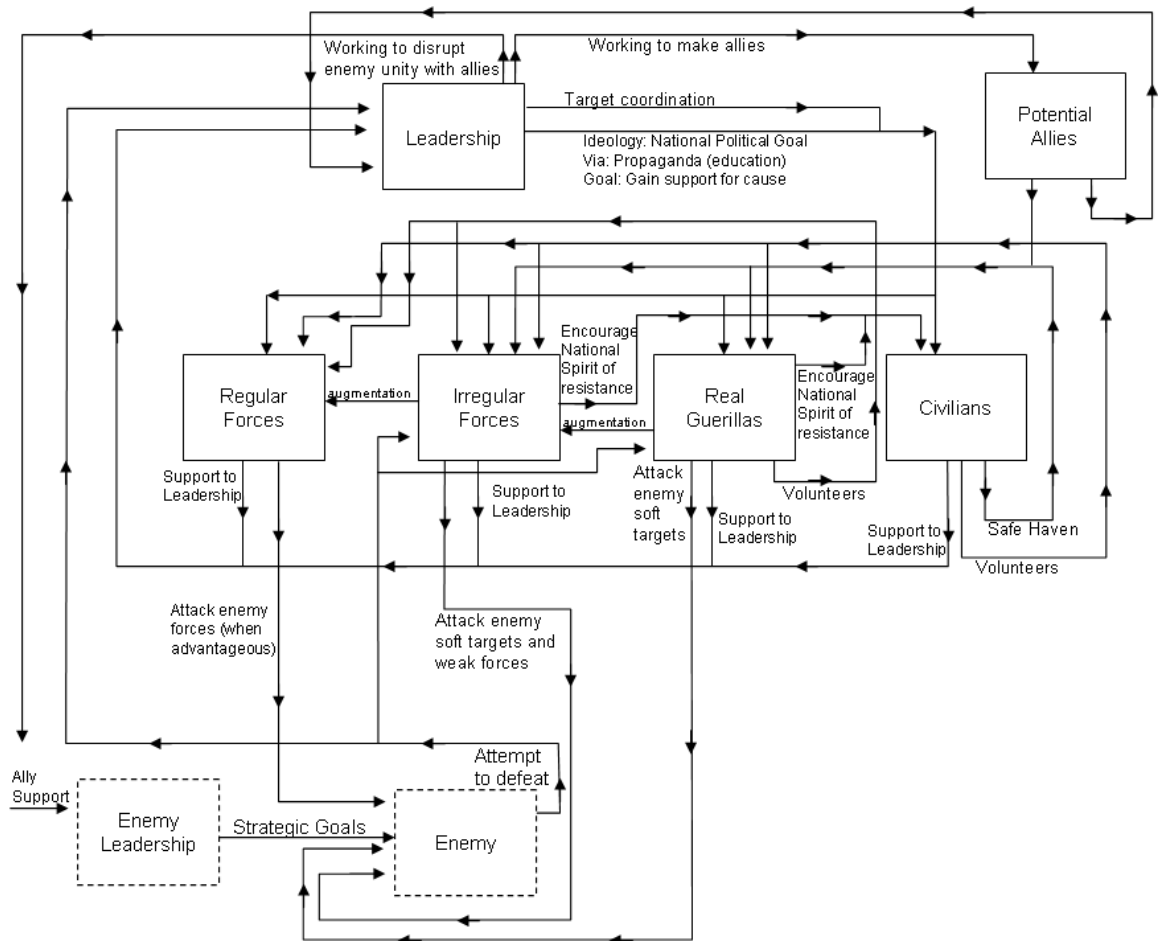 Working to disrupt
enemy unity with allies
Working to make allies
Leadership
Target coordination
Ideology: National Political Goal
Via: Propaganda (education)
Goal: Gain support for cause
Potential
Allies
Encourage
National
Spirit of
resistance
Regular
Forces
augmentation
Irregular
Forces
augmentation
Real
Guerillas
Encourage
National
Spirit of
resistance
Civilians
Support to
Leadership
Support to
Leadership
Attack
enemy
soft
targets
Volunteers
Support to
Leadership
Support to
Leadership
Safe Haven
Volunteers
Attack enemy
forces (when
advantageous)
Attack enemy
soft targets and
weak forces
Attempt
to defeat
Ally
Support
Enemy
Leadership
Strategic Goals
Enemy